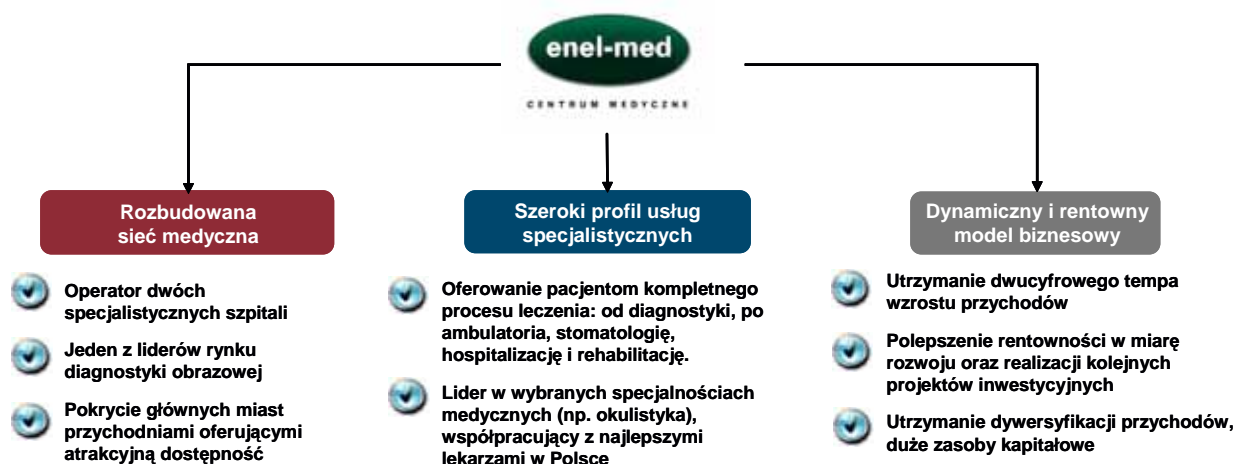 enel-med
CENTRUM MEDYCZNE
Rozbudowana
sieć medyczna
Operator dwóch
specjalistycznych szpitali
Jeden z liderów rynku
diagnostyki obrazowej
Pokrycie głównych miast
przychodniami oferującymi
atrakcyjną dostępność
Szeroki profil usług
specjalistycznych
Oferowanie pacjentom kompletnego
procesu leczenia: od diagnostyki, po
ambulatoria, stomatologię,
hospitalizację i rehabilitację.
Lider w wybranych specjalnościach
medycznych (np. okulistyka),
współpracujący z najlepszymi
lekarzami w Polsce
Dynamiczny i rentowny
model biznesowy
Utrzymanie dwucyfrowego tempa
wzrostu przychodów
Polepszenie rentowności w miarę
rozwoju oraz realizacji kolejnych
projektów inwestycyjnych
Utrzymanie dywersyfikacji przychodów,
duże zasoby kapitałowe